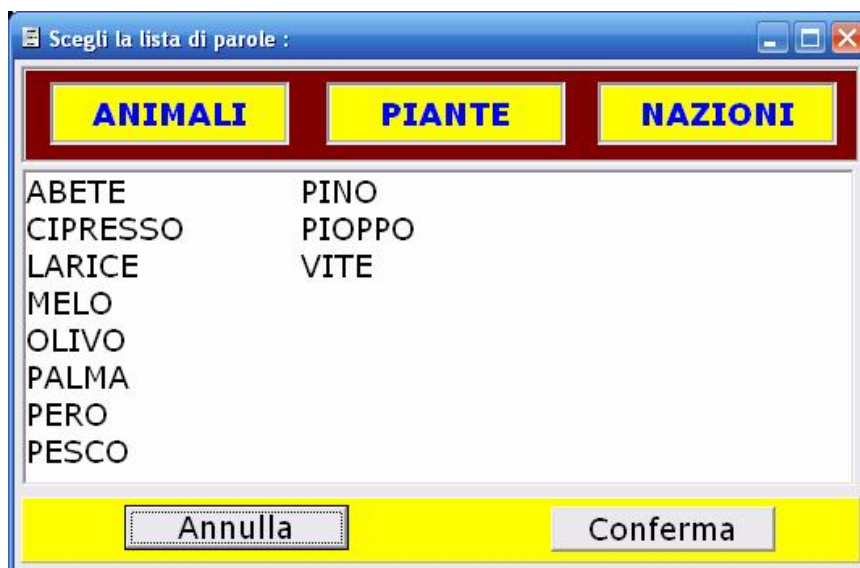 Scegli la lista di parole :
ANIMALI PIANTE NAZIONI
ABETE
CIPRESSO
LARICE
MELO
OLIVO
PALMA
PERO
PESCO
PINO
PIOPPO
VITE
Annulla Conferma